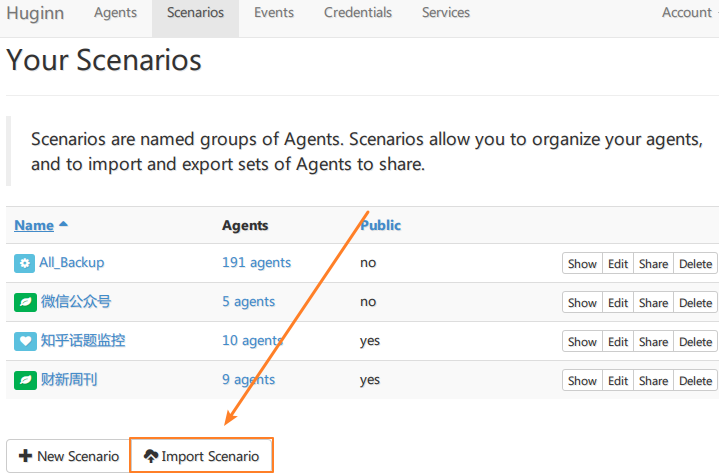 Huginn Agents Scenarios Events Credentials Services Account
Your Scenarios
Scenarios are named groups of Agents. Scenarios allow you to organize your agents,
and to import and export sets of Agents to share.
Name Agents Public
All_Backup 191 agents no Show Edit Share Delete
微信公众号 5 agents no Show Edit Share Delete
知乎话题监控 10 agents yes Show Edit Share Delete
财新周刊 9 agents yes Show Edit Share Delete
New Scenario Import Scenario